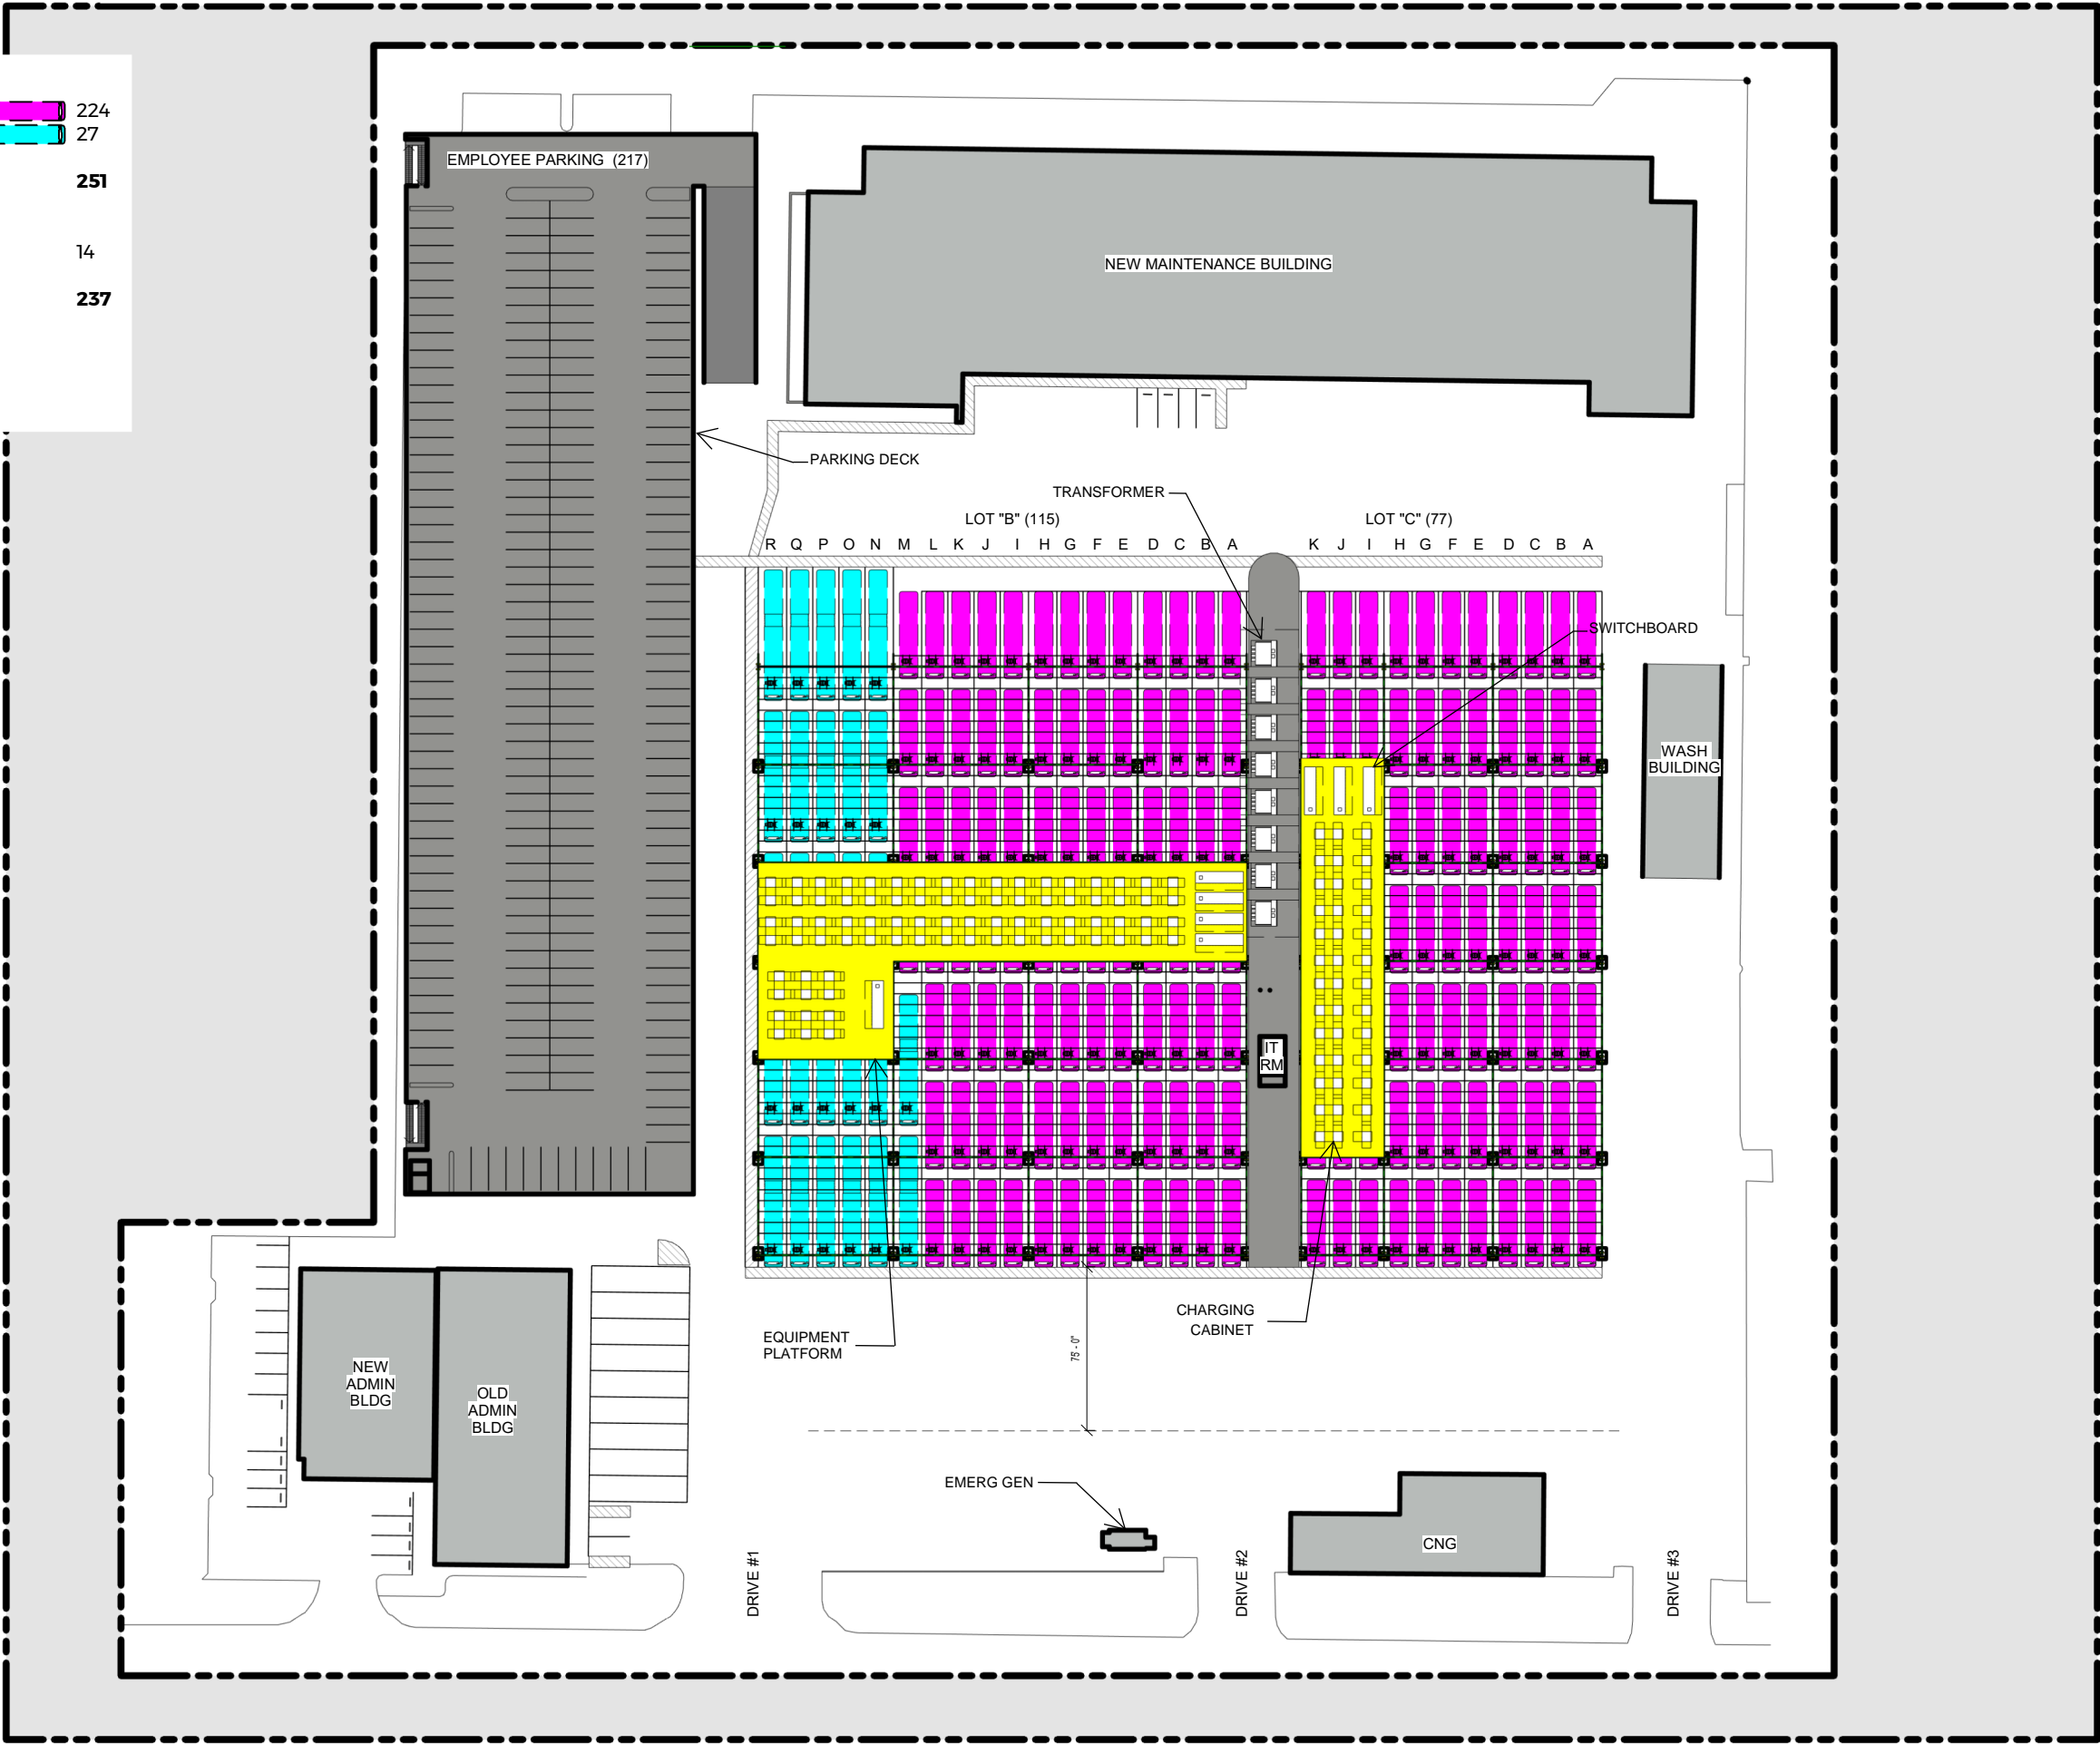 224
27
251
14
237
EMPLOYEE PARKING (217)
NEW MAINTENANCE BUILDING
PARKING DECK
TRANSFORMER
LOT "B" (115)
LOT "C" (77)
R Q P O N M L K J I H G F E D C B A
K J I H G F E D C B A
SWITCHBOARD
WASH
BUILDING
IT
RM
CHARGING
CABINET
EQUIPMENT
PLATFORM
75' - 0"
NEW
ADMIN
BLDG
OLD
ADMIN
BLDG
EMERG GEN
CNG
DRIVE #1
DRIVE #2
DRIVE #3